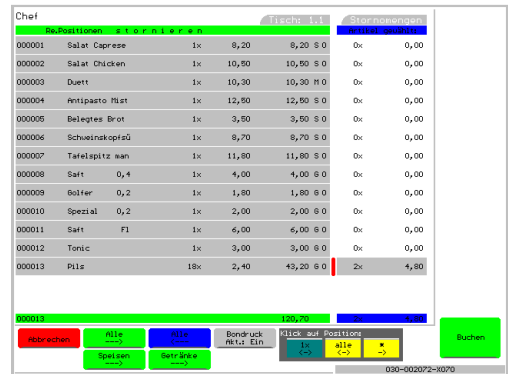 Chef Tisch: 1.1 Stornomengen
Re.Positionen stornieren
000001 Salat Caprese 1x 8,20 8,20 S 0 0x 0,00
000002 Salat Chicken 1x 10,50 10,50 S 0 0x 0,00
000003 Duett 1x 10,30 10,30 M 0 0x 0,00
000004 Antipasto Mist 1x 12,50 12,50 S 0 0x 0,00
000005 Belegtes Brot 1x 3,50 3,50 S 0 0x 0,00
000006 Schweinskopfsü 1x 8,70 8,70 S 0 0x 0,00
000007 Tafelspitz man 1x 11,80 11,80 S 0 0x 0,00
000008 Saft 0,4 1x 4,00 4,00 G 0 0x 0,00
000009 Golfer 0,2 1x 1,80 1,80 G 0 0x 0,00
000010 Spezial 0,2 1x 2,00 2,00 G 0 0x 0,00
000011 Saft Fl 1x 6,00 6,00 G 0 0x 0,00
000012 Tonic 1x 3,00 3,00 G 0 0x 0,00
000013 Pils 18x 2,40 43,20 G 0 2x 4,80
000013 120,70 2x 4,80
Abbrechen
Alle
--->
Bondruck
Akt.: Ein
Klick auf Position:
1x
<->
alle
<->
*
->
Buchen
Speisen
--->
Getränke
--->
030-002072-X070